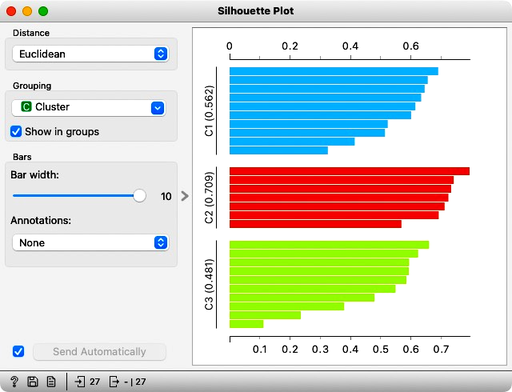 Silhouette Plot
Distance
Euclidean
Grouping
C Cluster
Show in groups
Bars
Bar width:
10
Annotations:
None
Send Automatically
? 27 - | 27
0 0.2 0.4 0.6
C1 (0.562)
C2 (0.709)
C3 (0.481)
0.1 0.2 0.3 0.4 0.5 0.6 0.7